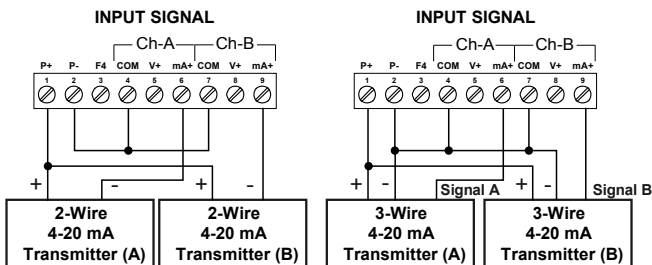 INPUT SIGNAL
Ch-A Ch-B
P+ P- F4 COM V+ mA+ COM V+ mA+
1 2 3 4 5 6 7 8 9
+ - + -
2-Wire
4-20 mA
Transmitter (A)
2-Wire
4-20 mA
Transmitter (B)
INPUT SIGNAL
Ch-A Ch-B
P+ P- F4 COM V+ mA+ COM V+ mA+
1 2 3 4 5 6 7 8 9
+ - Signal A + - Signal B
3-Wire
4-20 mA
Transmitter (A)
3-Wire
4-20 mA
Transmitter (B)